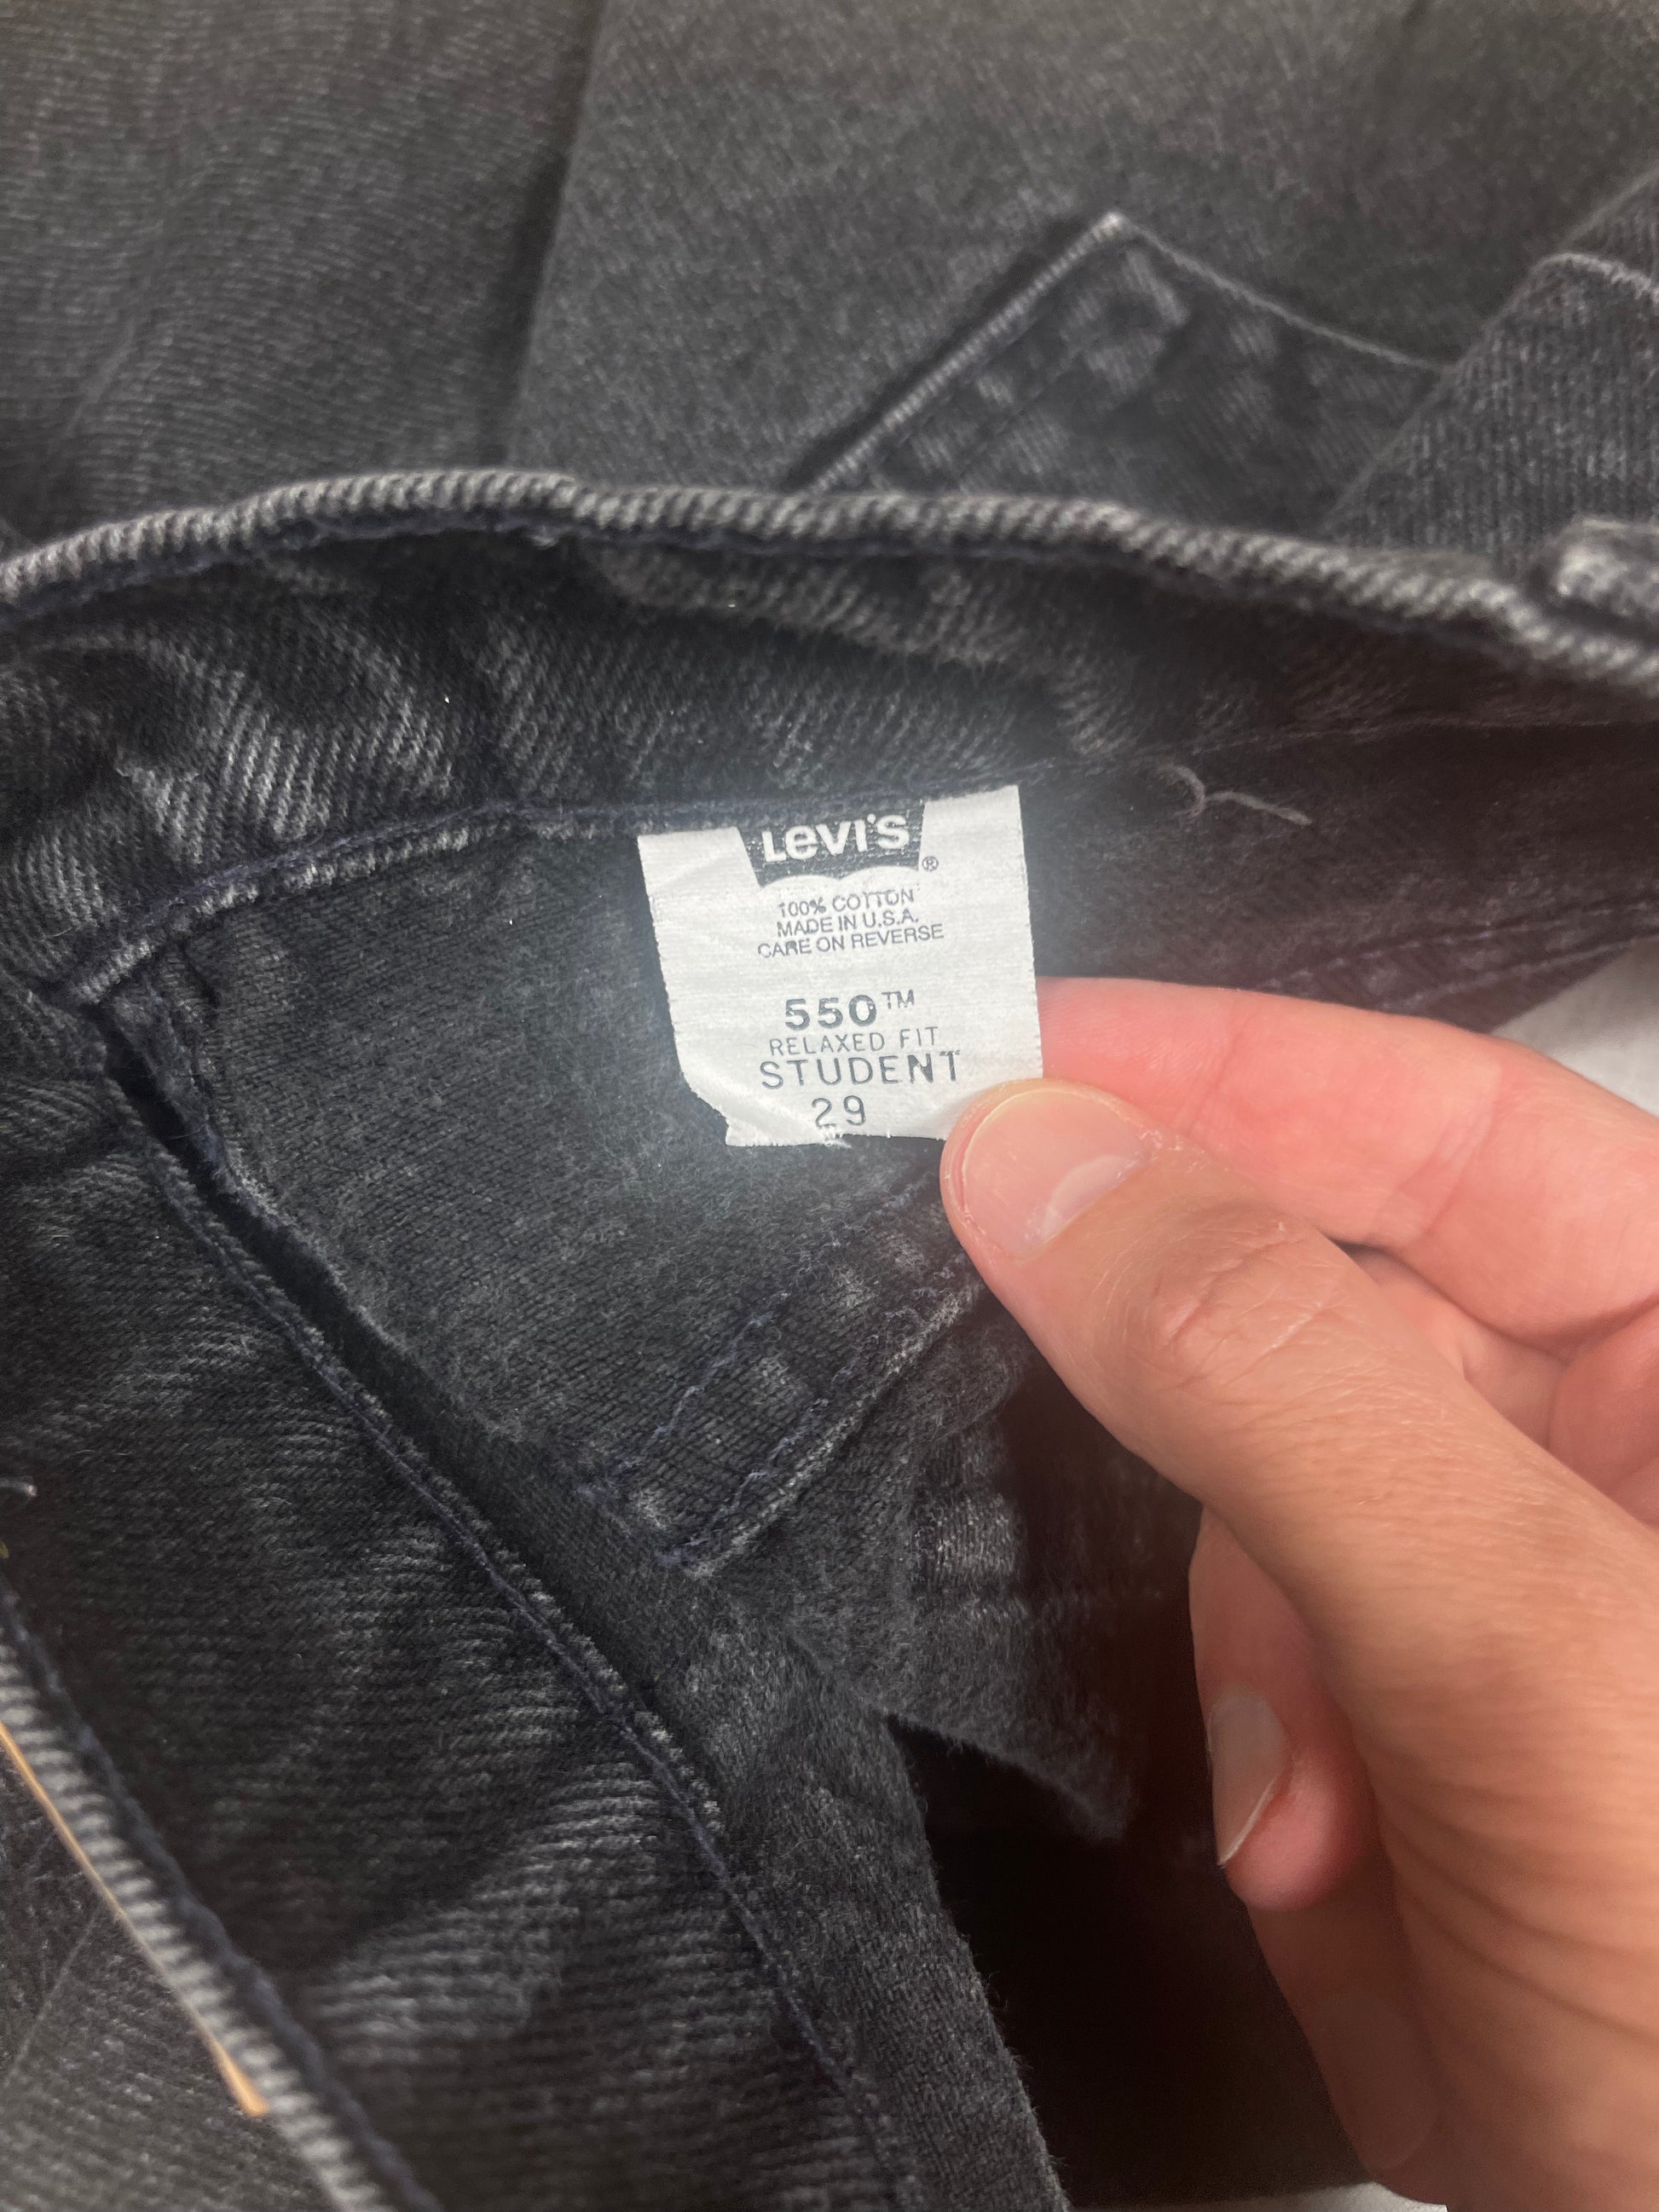 Levi's®
100% COTTON
MADE IN U.S.A.
CARE ON REVERSE
550™
RELAXED FIT
STUDENT
29